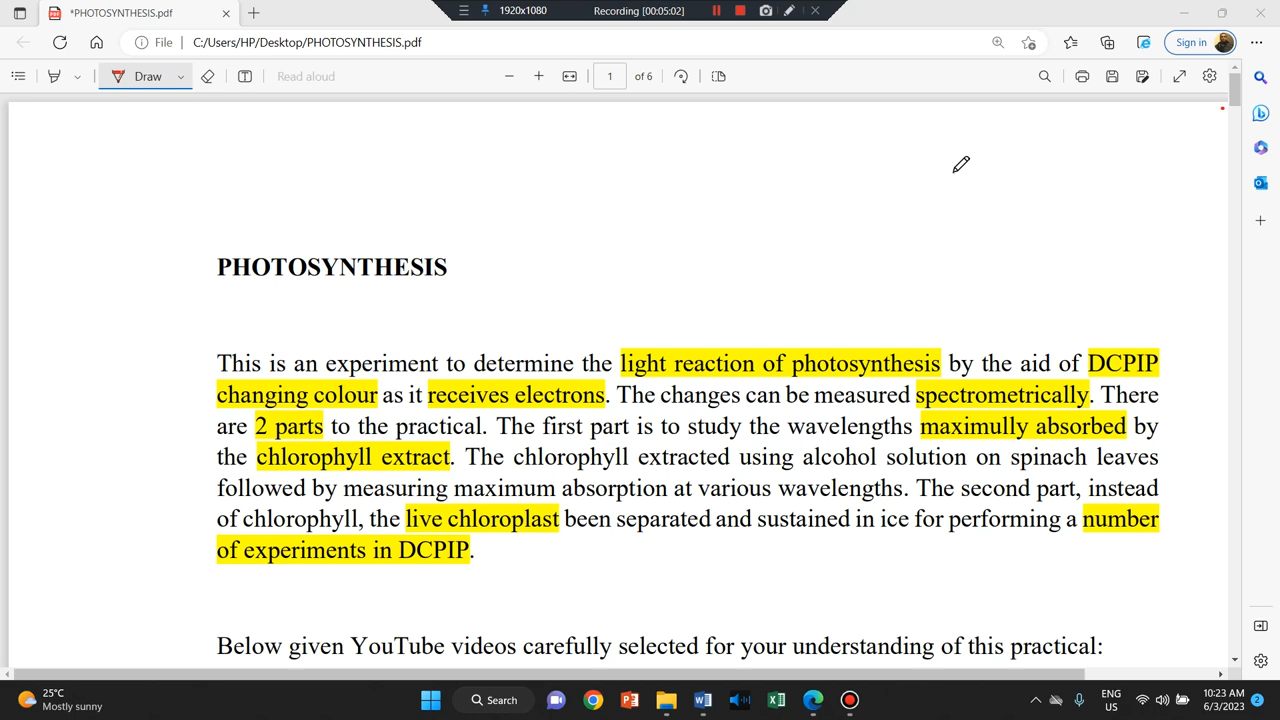 *PHOTOSYNTHESIS.pdf
1920x1080
Recording [00:05:02]
File
C:/Users/HP/Desktop/PHOTOSYNTHESIS.pdf
Sign in
Draw
Read aloud
1
of 6
PHOTOSYNTHESIS
This is an experiment to determine the light reaction of photosynthesis by the aid of DCPIP
changing colour as it receives electrons. The changes can be measured spectrometrically. There
are 2 parts to the practical. The first part is to study the wavelengths maximully absorbed by
the chlorophyll extract. The chlorophyll extracted using alcohol solution on spinach leaves
followed by measuring maximum absorption at various wavelengths. The second part, instead
of chlorophyll, the live chloroplast been separated and sustained in ice for performing a number
of experiments in DCPIP.
Below given YouTube videos carefully selected for your understanding of this practical:
25°C
Mostly sunny
Search
ENG
US
10:23 AM
6/3/2023
2